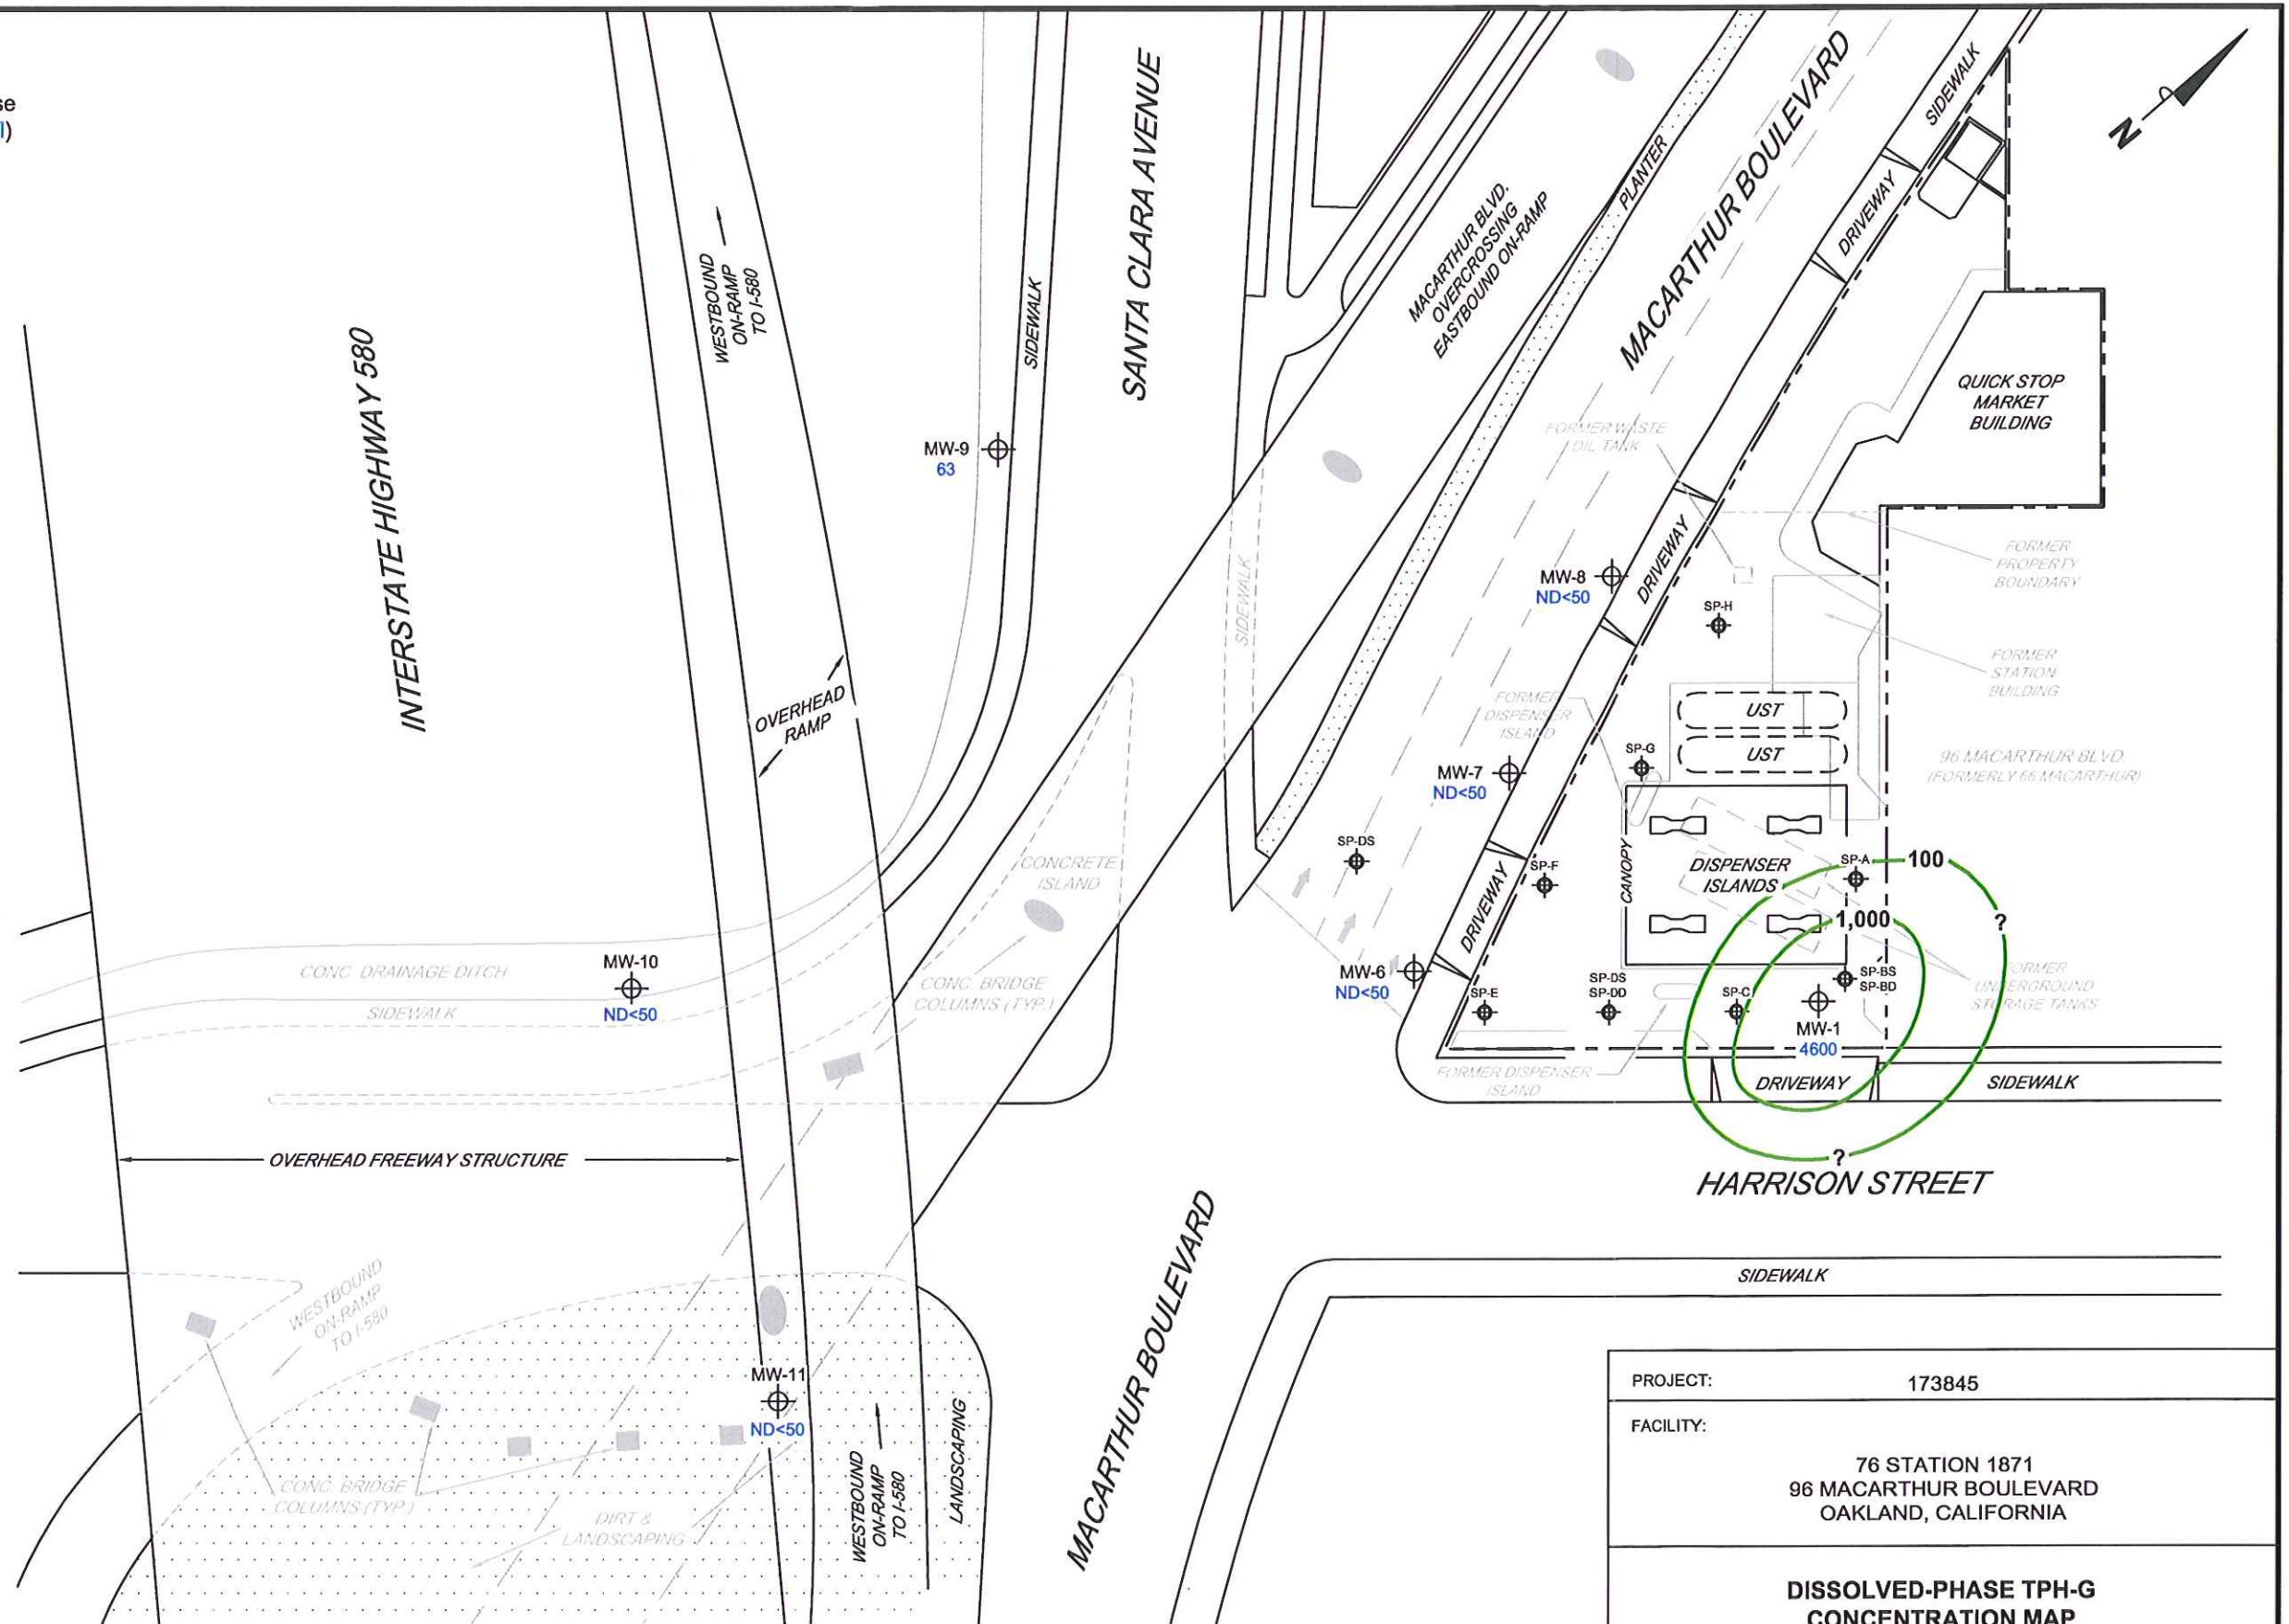 se
l)
N
INTERSTATE HIGHWAY 580
WESTBOUND
ON-RAMP
TO I-580
SIDEWALK
SANTA CLARA AVENUE
MACARTHUR BLVD.
OVERCROSSING
EASTBOUND ON-RAMP
PLANTER
MACARTHUR BOULEVARD
SIDEWALK
DRIVEWAY
QUICK STOP
MARKET
BUILDING
MW-9
63
FORMER WASTE
OIL TANK
DRIVEWAY
FORMER
PROPERTY
BOUNDARY
SIDEWALK
MW-8
ND<50
SP-H
FORMER
STATION
BUILDING
OVERHEAD
RAMP
FORMER
DISPENSER
ISLAND
UST
UST
SP-G
96 MACARTHUR BLVD.
(FORMERLY 66 MACARTHUR)
MW-7
ND<50
SP-DS
SP-F
CANOPY
DISPENSER
ISLANDS
SP-A
100
1,000
?
CONCRETE
ISLAND
DRIVEWAY
MW-6
ND<50
SP-E
SP-DS
SP-DD
SP-C
SP-BS
SP-BD
FORMER
UNDERGROUND
STORAGE TANKS
MW-1
4600
CONC. DRAINAGE DITCH
SIDEWALK
MW-10
ND<50
CONC. BRIDGE
COLUMNS (TYP.)
FORMER DISPENSER
ISLAND
DRIVEWAY
SIDEWALK
?
HARRISON STREET
OVERHEAD FREEWAY STRUCTURE
WESTBOUND
ON-RAMP
TO I-580
SIDEWALK
MW-11
ND<50
CONC. BRIDGE
COLUMNS (TYP.)
DIRT &
LANDSCAPING
WESTBOUND
ON-RAMP
TO I-580
LANDSCAPING
MACARTHUR BOULEVARD
PROJECT: 173845
FACILITY:
76 STATION 1871
96 MACARTHUR BOULEVARD
OAKLAND, CALIFORNIA
DISSOLVED-PHASE TPH-G
CONCENTRATION MAP